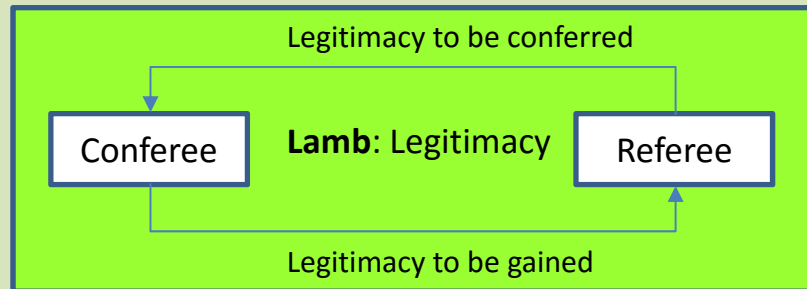 Legitimacy to be conferred
Conferee
Lamb: Legitimacy
Referee
Legitimacy to be gained